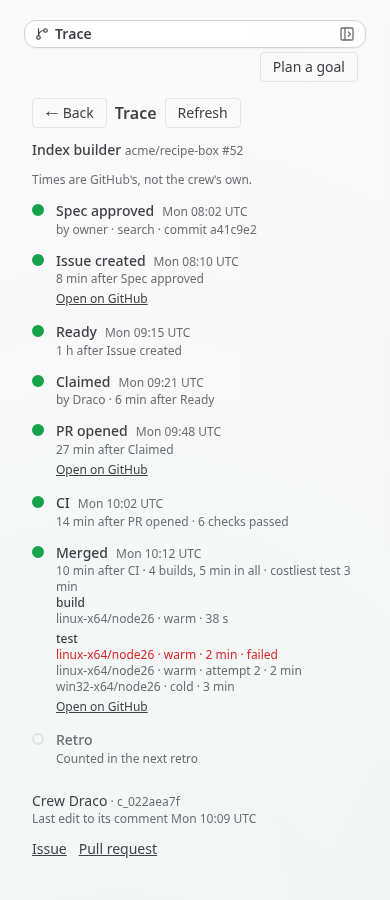 Trace
Plan a goal
← Back Trace Refresh
Index builder acme/recipe-box #52
Times are GitHub's, not the crew's own.
Spec approved Mon 08:02 UTC
by owner · search · commit a41c9e2
Issue created Mon 08:10 UTC
8 min after Spec approved
Open on GitHub
Ready Mon 09:15 UTC
1 h after Issue created
Claimed Mon 09:21 UTC
by Draco · 6 min after Ready
PR opened Mon 09:48 UTC
27 min after Claimed
Open on GitHub
CI Mon 10:02 UTC
14 min after PR opened · 6 checks passed
Merged Mon 10:12 UTC
10 min after CI · 4 builds, 5 min in all · costliest test 3
min
build
linux-x64/node26 · warm · 38 s
test
linux-x64/node26 · warm · 2 min · failed
linux-x64/node26 · warm · attempt 2 · 2 min
win32-x64/node26 · cold · 3 min
Open on GitHub
Retro
Counted in the next retro
Crew Draco · c_022aea7f
Last edit to its comment Mon 10:09 UTC
Issue Pull request